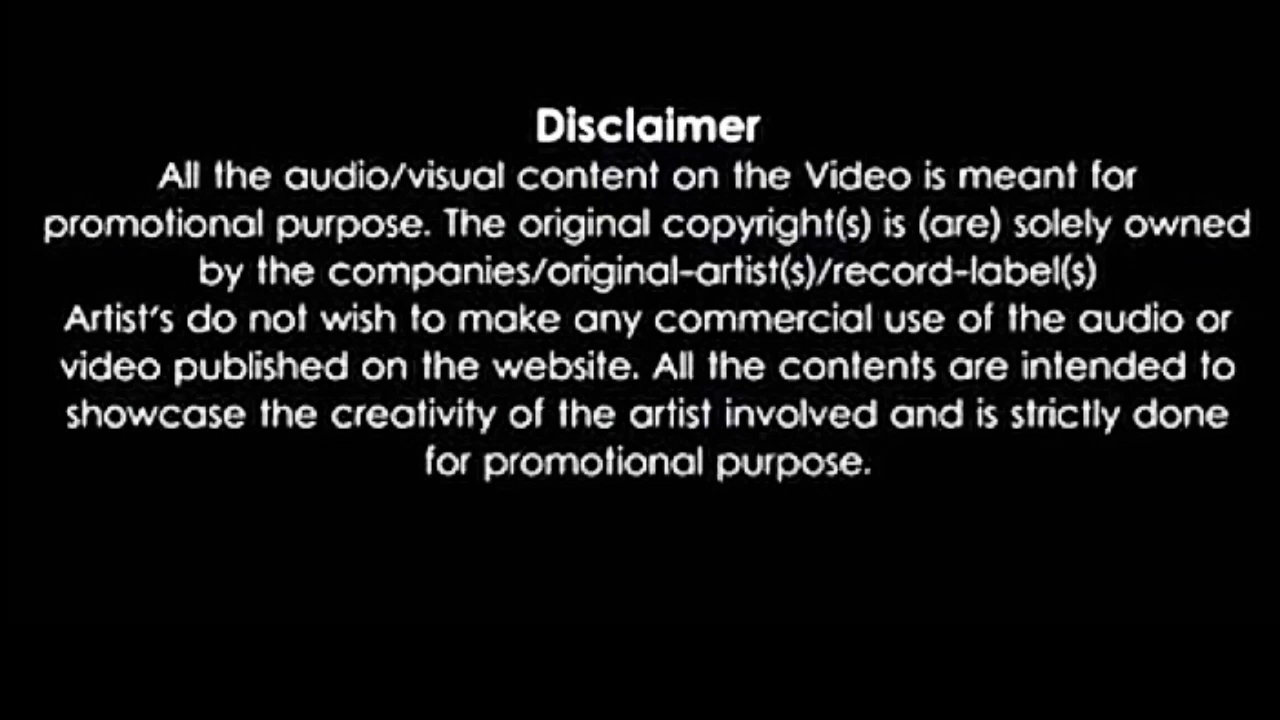 Disclaimer
All the audio/visual content on the Video is meant for
promotional purpose. The original copyright(s) is (are) solely owned
by the companies/original-artist(s)/record-label(s)
Artist's do not wish to make any commercial use of the audio or
video published on the website. All the contents are intended to
showcase the creativity of the artist involved and is strictly done
for promotional purpose.